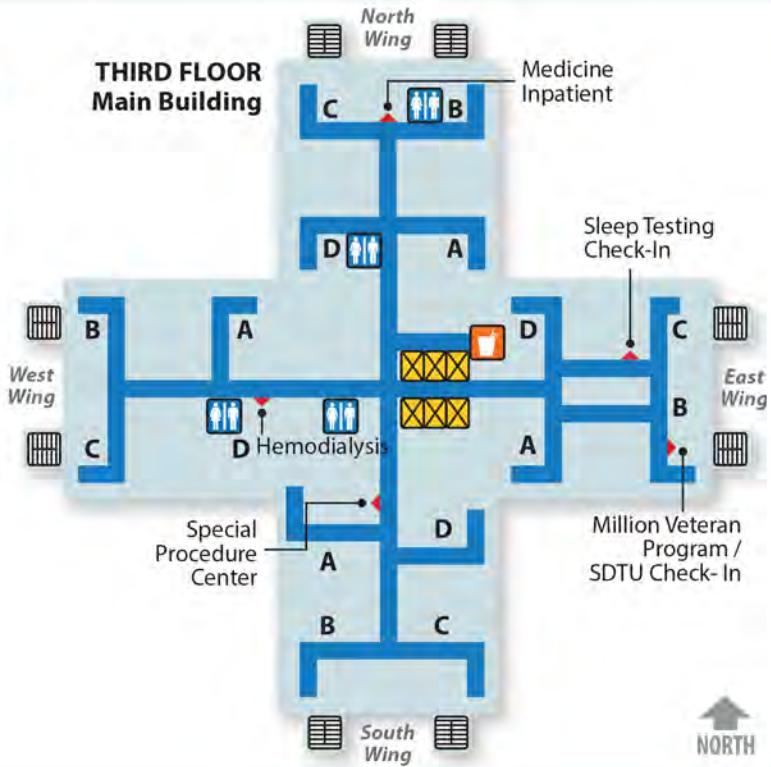 North
Wing
THIRD FLOOR
Main Building
Medicine
Inpatient
C
B
D
A
Sleep Testing
Check-In
B
A
D
C
West
Wing
East
Wing
C
D
Hemodialysis
A
B
Special
Procedure
Center
D
A
Million Veteran
Program /
SDTU Check- In
B
C
South
Wing
NORTH